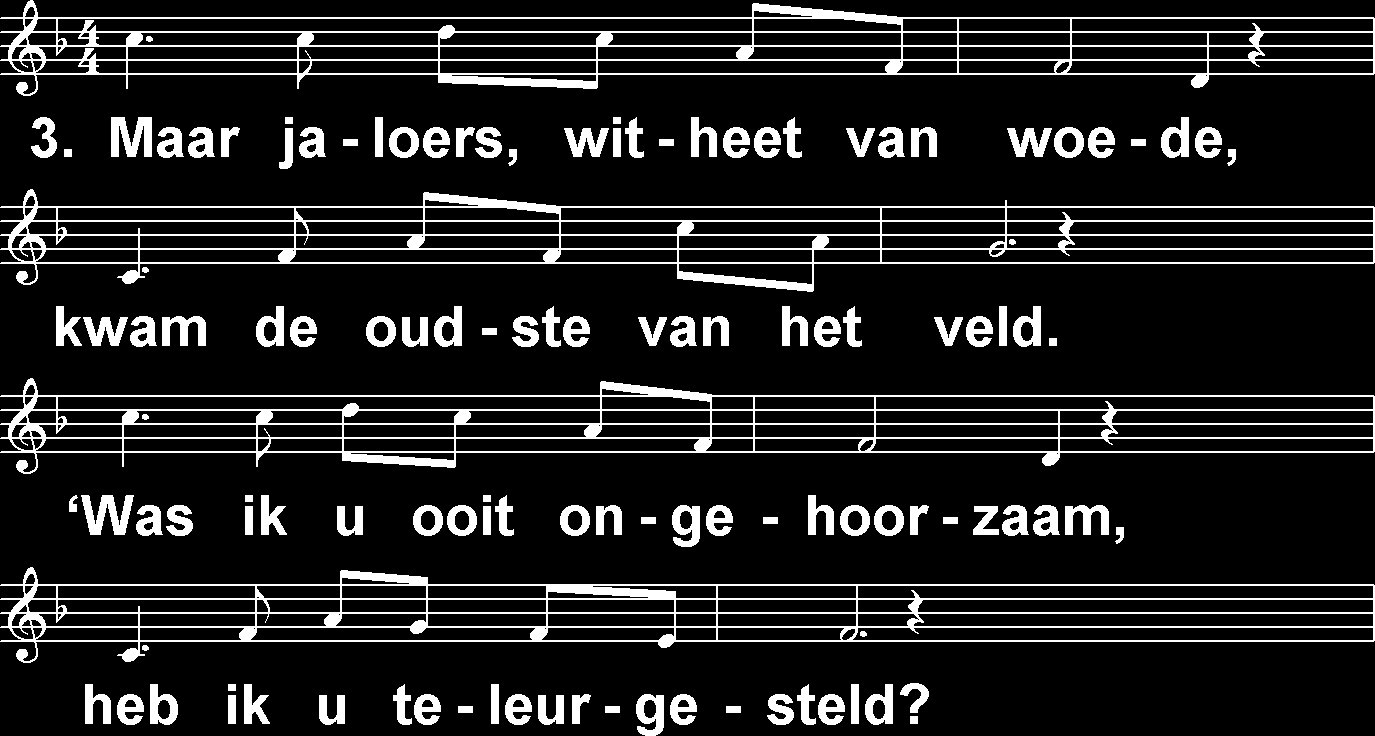 3. Maar ja - loers, wit - heet van woe - de,
kwam de oud - ste van het veld.
‘Was ik u ooit on - ge - hoor - zaam,
heb ik u te - leur - ge - steld?